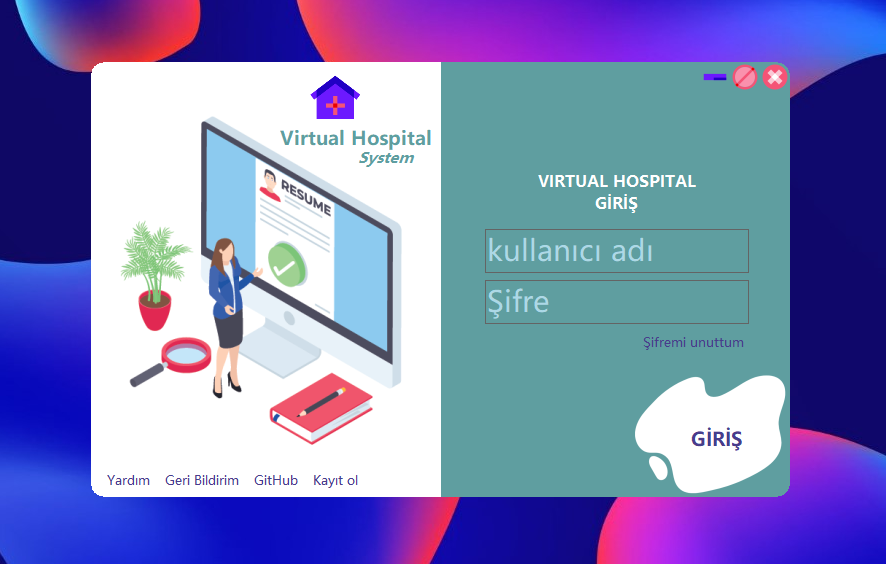 Virtual Hospital
System
RESUME
VIRTUAL HOSPITAL
GİRİŞ
kullanıcı adı
Şifre
Şifremi unuttum
GİRİŞ
Yardım
Geri Bildirim
GitHub
Kayıt ol